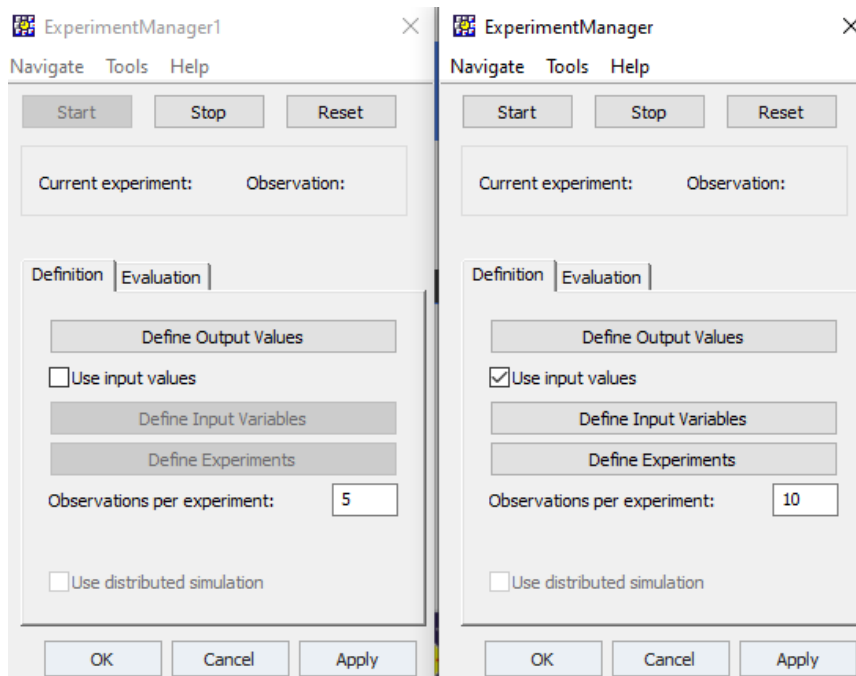 ExperimentManager1
Navigate Tools Help
Start Stop Reset
Current experiment: Observation:
Definition Evaluation
Define Output Values
Use input values
Define Input Variables
Define Experiments
Observations per experiment: 5
Use distributed simulation
OK Cancel Apply
ExperimentManager
Navigate Tools Help
Start Stop Reset
Current experiment: Observation:
Definition Evaluation
Define Output Values
Use input values
Define Input Variables
Define Experiments
Observations per experiment: 10
Use distributed simulation
OK Cancel Apply